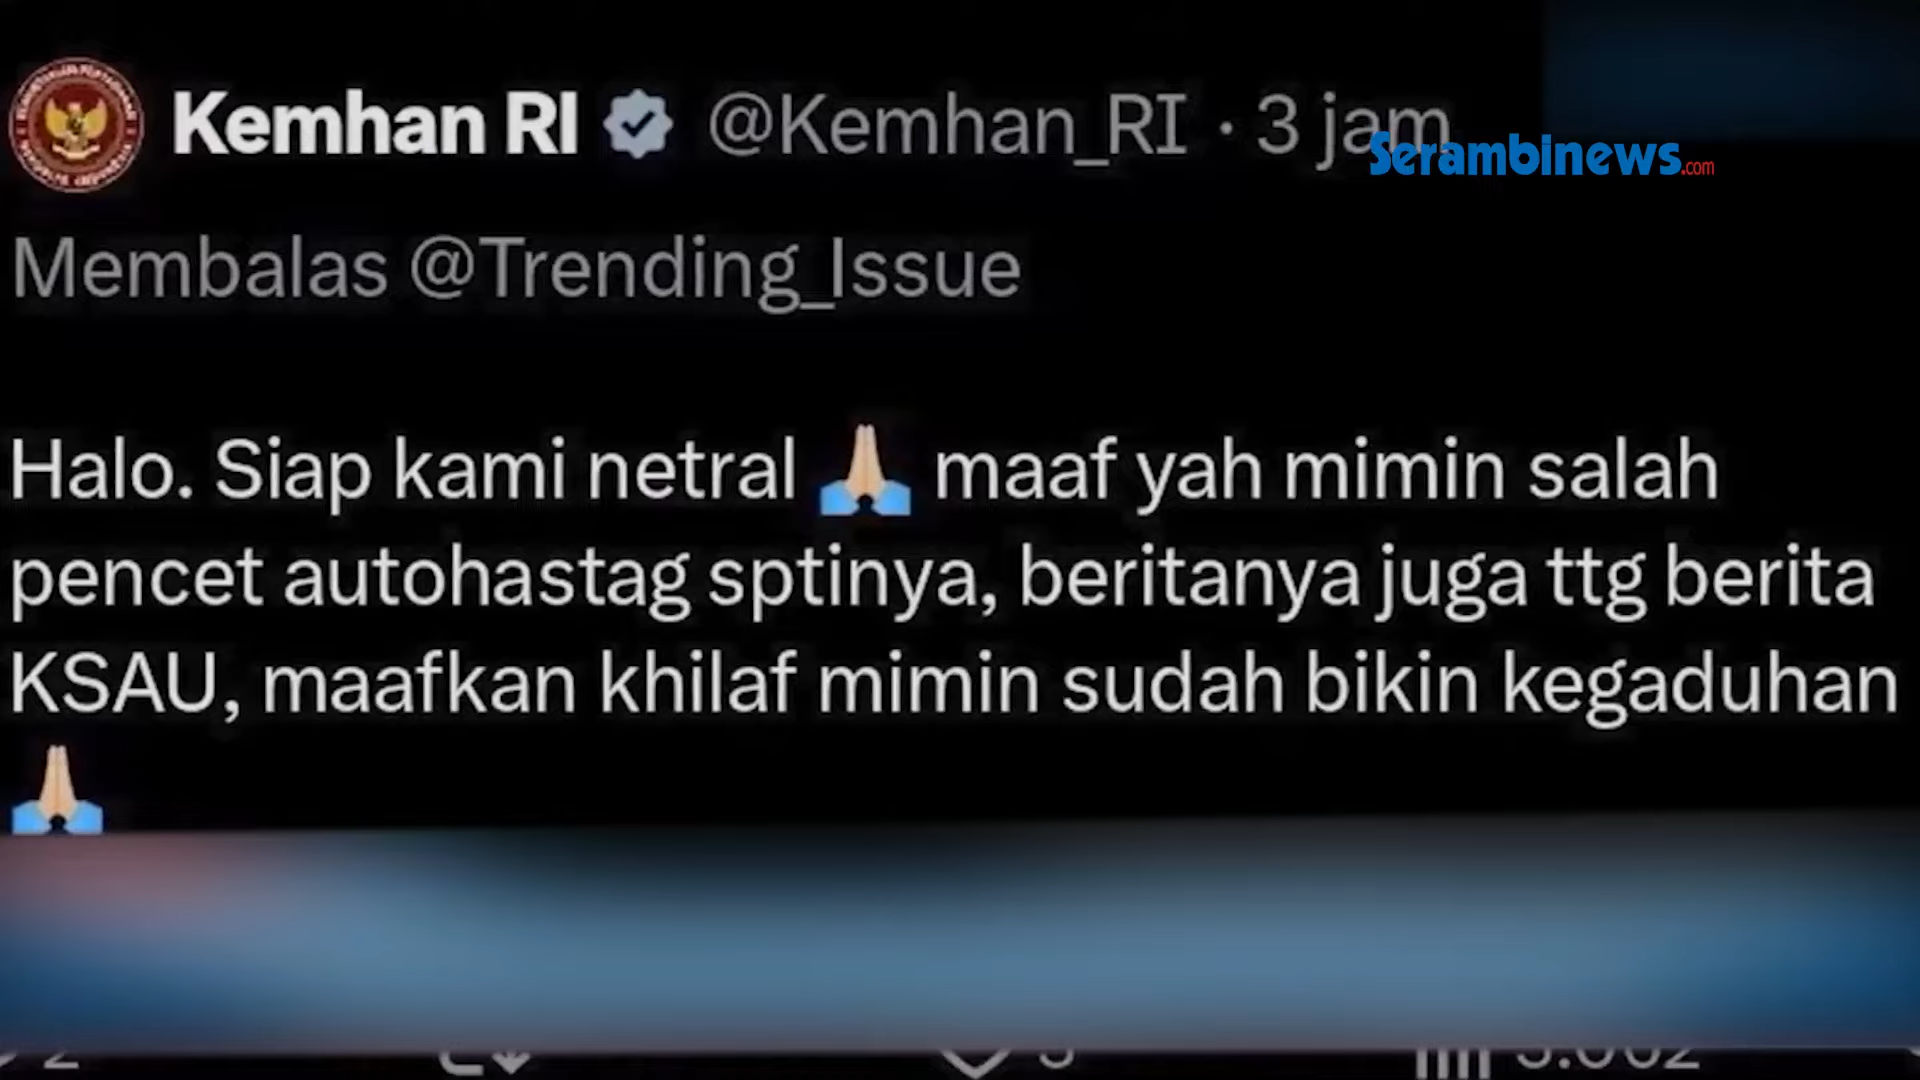 Kemhan RI @Kemhan_RI · 3 jam
Serambinews.com
Membalas @Trending_Issue
Halo. Siap kami netral 🙏🏻 maaf yah mimin salah
pencet autohastag sptinya, beritanya juga ttg berita
KSAU, maafkan khilaf mimin sudah bikin kegaduhan
🙏🏻